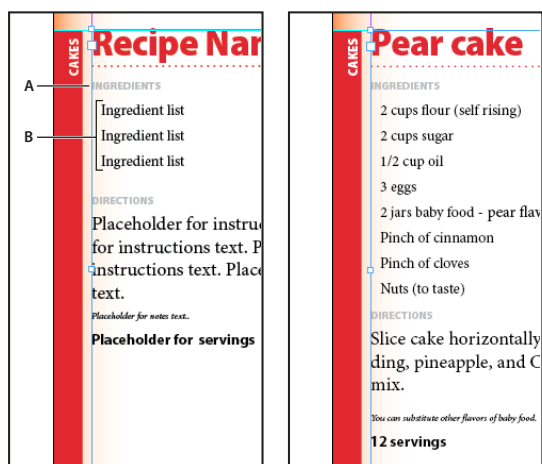 CAKES
Recipe Nar
A
INGREDIENTS
B
Ingredient list
Ingredient list
Ingredient list
DIRECTIONS
Placeholder for instru
for instructions text. P
instructions text. Place
text.
Placeholder for notes text..
Placeholder for servings
CAKES
Pear cake
INGREDIENTS
2 cups flour (self rising)
2 cups sugar
1/2 cup oil
3 eggs
2 jars baby food - pear flav
Pinch of cinnamon
Pinch of cloves
Nuts (to taste)
DIRECTIONS
Slice cake horizontally
ding, pineapple, and C
mix.
You can substitute other flavors of baby food.
12 servings